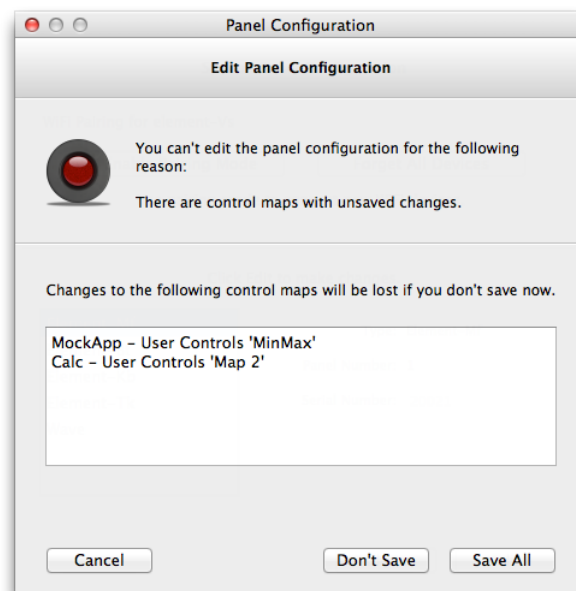 Panel Configuration
Edit Panel Configuration
You can't edit the panel configuration for the following
reason:
There are control maps with unsaved changes.
Changes to the following control maps will be lost if you don't save now.
MockApp – User Controls 'MinMax'
Calc – User Controls 'Map 2'
Cancel
Don't Save
Save All